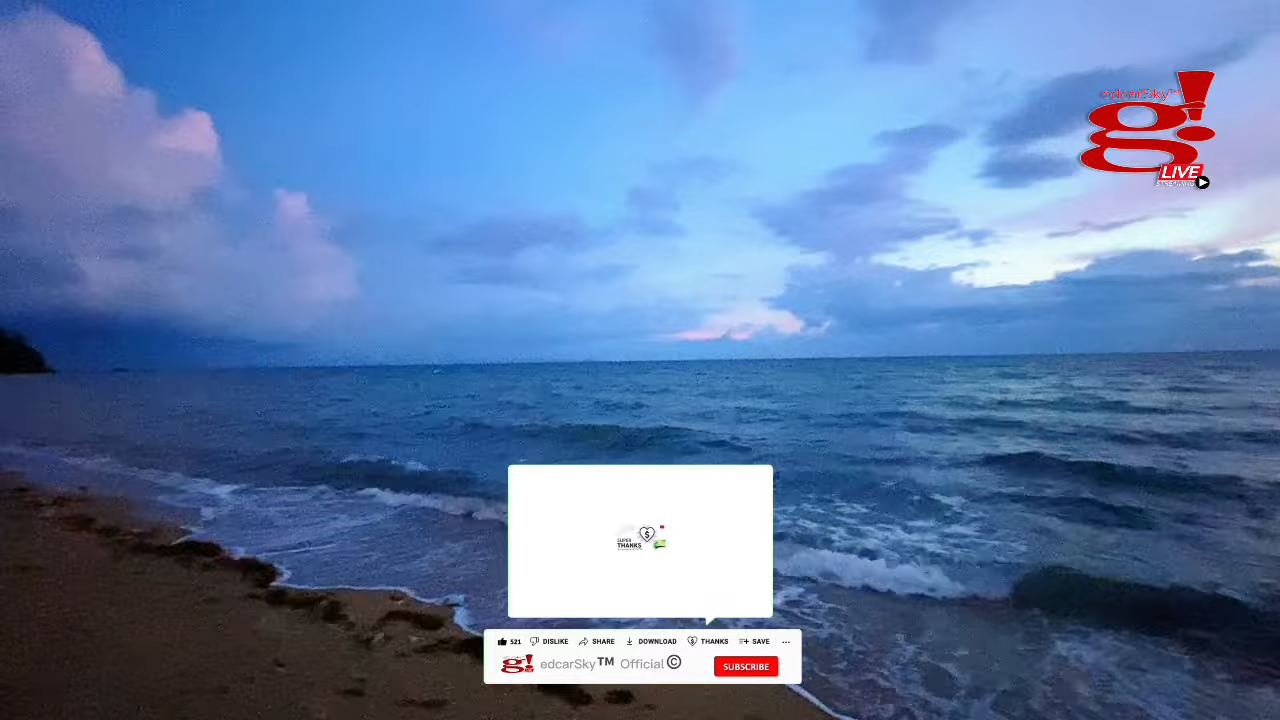 edcarSky™
g!
LIVE
STREAMING
SUPER
THANKS
521 DISLIKE SHARE DOWNLOAD THANKS SAVE ...
g! edcarSky™ Official©
SUBSCRIBE